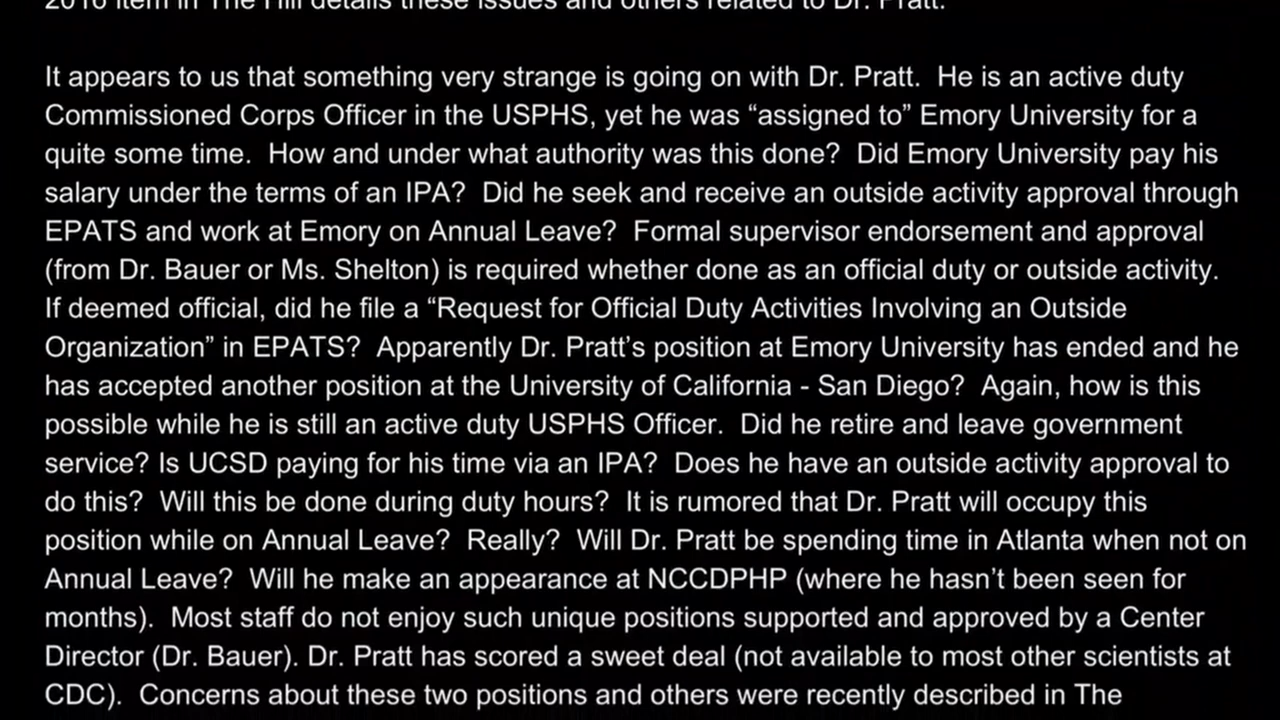 2016 item in The Hill details these issues and others related to Dr. Pratt.
It appears to us that something very strange is going on with Dr. Pratt.  He is an active duty
Commissioned Corps Officer in the USPHS, yet he was “assigned to” Emory University for a
quite some time.  How and under what authority was this done?  Did Emory University pay his
salary under the terms of an IPA?  Did he seek and receive an outside activity approval through
EPATS and work at Emory on Annual Leave?  Formal supervisor endorsement and approval
(from Dr. Bauer or Ms. Shelton) is required whether done as an official duty or outside activity.
If deemed official, did he file a “Request for Official Duty Activities Involving an Outside
Organization” in EPATS?  Apparently Dr. Pratt’s position at Emory University has ended and he
has accepted another position at the University of California - San Diego?  Again, how is this
possible while he is still an active duty USPHS Officer.  Did he retire and leave government
service? Is UCSD paying for his time via an IPA?  Does he have an outside activity approval to
do this?  Will this be done during duty hours?  It is rumored that Dr. Pratt will occupy this
position while on Annual Leave?  Really?  Will Dr. Pratt be spending time in Atlanta when not on
Annual Leave?  Will he make an appearance at NCCDPHP (where he hasn’t been seen for
months).  Most staff do not enjoy such unique positions supported and approved by a Center
Director (Dr. Bauer). Dr. Pratt has scored a sweet deal (not available to most other scientists at
CDC).  Concerns about these two positions and others were recently described in The